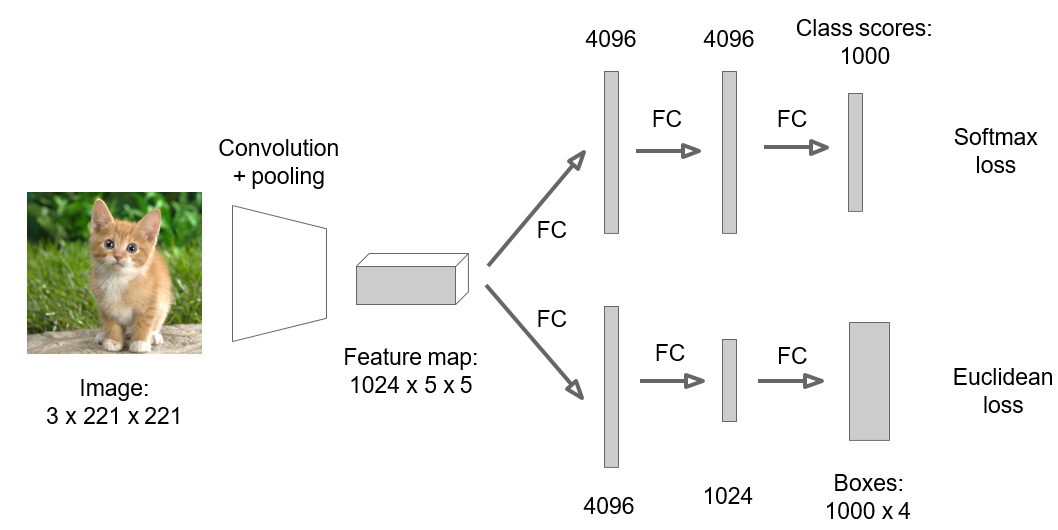 Image:
3 x 221 x 221
Convolution
+ pooling
Feature map:
1024 x 5 x 5
FC
4096
FC
4096
FC
Class scores:
1000
Softmax
loss
FC
4096
FC
1024
FC
Boxes:
1000 x 4
Euclidean
loss